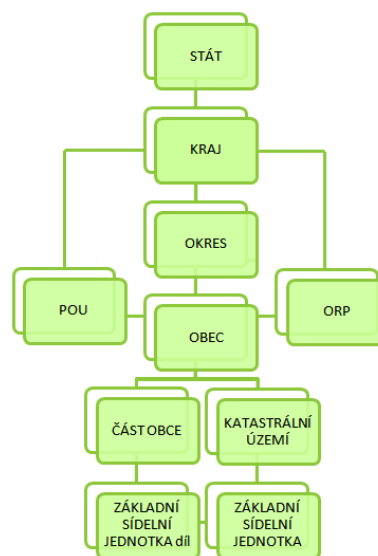 STÁT
KRAJ
OKRES
POU
OBEC
ORP
ČÁST OBCE
KATASTRÁLNÍ
ÚZEMÍ
ZÁKLADNÍ
SÍDELNÍ
JEDNOTKA díl
ZÁKLADNÍ
SÍDELNÍ
JEDNOTKA